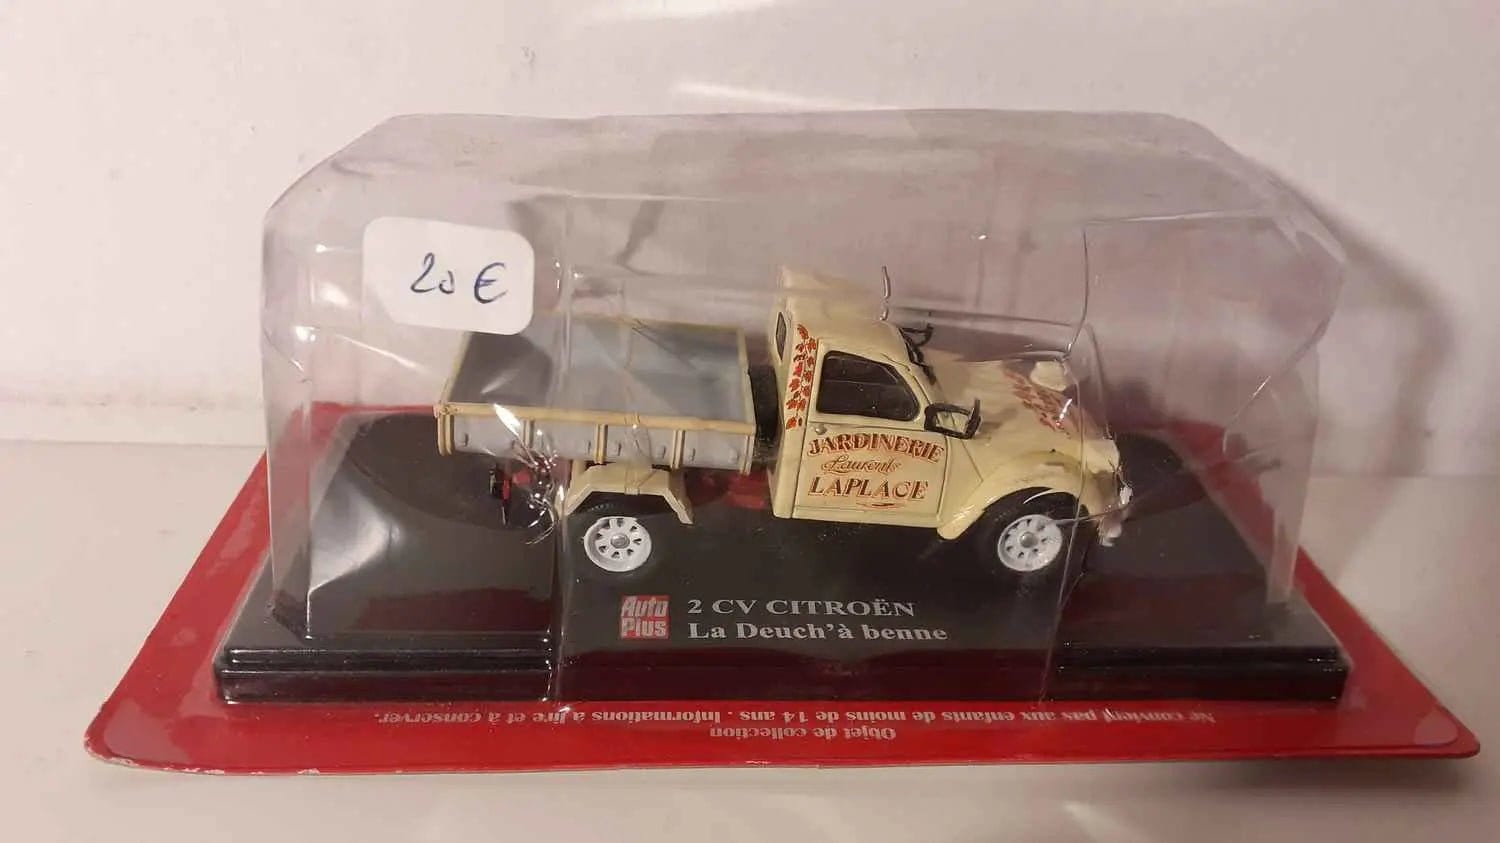 20 €
JARDINERIE
Laurent
LAPLACE
Auto
Plus
2 CV CITROËN
La Deuch'à benne
Ne convient pas aux enfants de moins de 14 ans . Informations à lire et à conserver.
Objet de collection